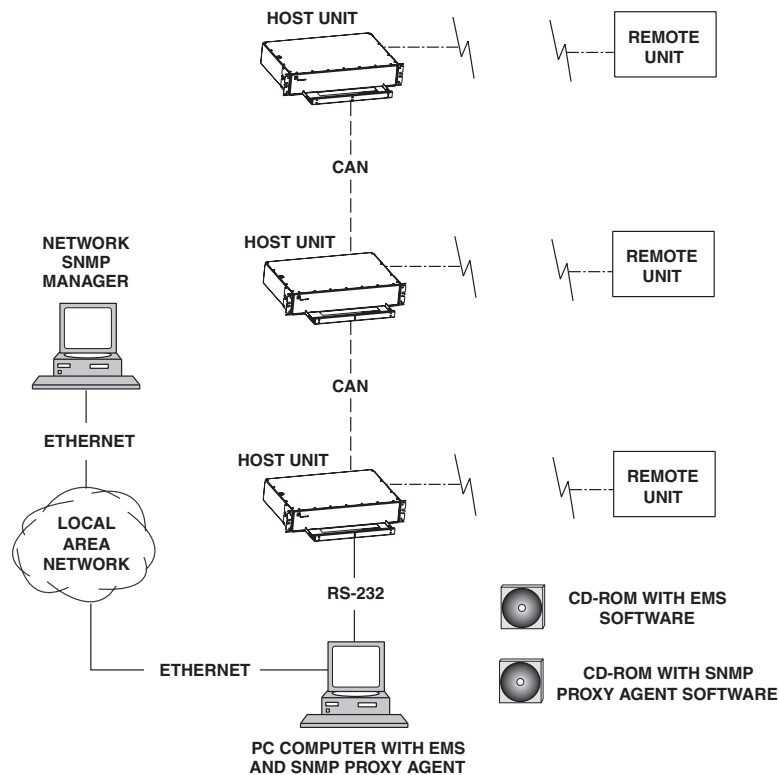 HOST UNIT
REMOTE
UNIT
CAN
NETWORK
SNMP
MANAGER
HOST UNIT
REMOTE
UNIT
CAN
ETHERNET
HOST UNIT
REMOTE
UNIT
LOCAL
AREA
NETWORK
RS-232
CD-ROM WITH EMS
SOFTWARE
ETHERNET
CD-ROM WITH SNMP
PROXY AGENT SOFTWARE
PC COMPUTER WITH EMS
AND SNMP PROXY AGENT